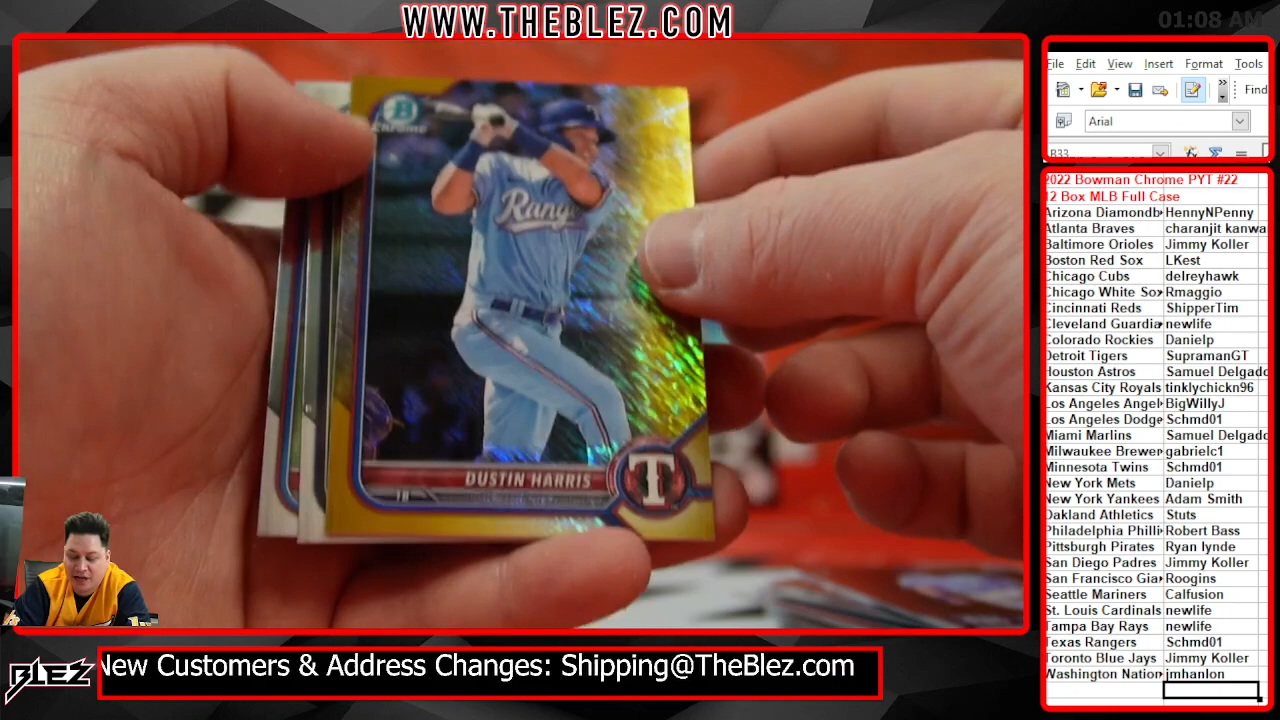 WWW.THEBLEZ.COM
01:08 AM
File Edit View Insert Format Tools
Find
Arial
B33
2022 Bowman Chrome PYT #22
12 Box MLB Full Case
Arizona Diamondb HennyNPenny
Atlanta Braves charanjit kanwa
Baltimore Orioles Jimmy Koller
Boston Red Sox LKest
Chicago Cubs delreyhawk
Chicago White Sox Rmaggio
Cincinnati Reds ShipperTim
Cleveland Guardia newlife
Colorado Rockies Danielp
Detroit Tigers SupramanGT
Houston Astros Samuel Delgado
Kansas City Royals tinklychickn96
Los Angeles Angel BigWillyJ
Los Angeles Dodge Schmd01
Miami Marlins Samuel Delgado
Milwaukee Brewer gabrielc1
Minnesota Twins Schmd01
New York Mets Danielp
New York Yankees Adam Smith
Oakland Athletics Stuts
Philadelphia Philli Robert Bass
Pittsburgh Pirates Ryan lynde
San Diego Padres Jimmy Koller
San Francisco Gia Roogins
Seattle Mariners Calfusion
St. Louis Cardinals newlife
Tampa Bay Rays newlife
Texas Rangers Schmd01
Toronto Blue Jays Jimmy Koller
Washington Nation jmhanlon
B
CHROME
T
Rang
DUSTIN HARRIS
1B
T
BLEZ
New Customers & Address Changes: Shipping@TheBlez.com